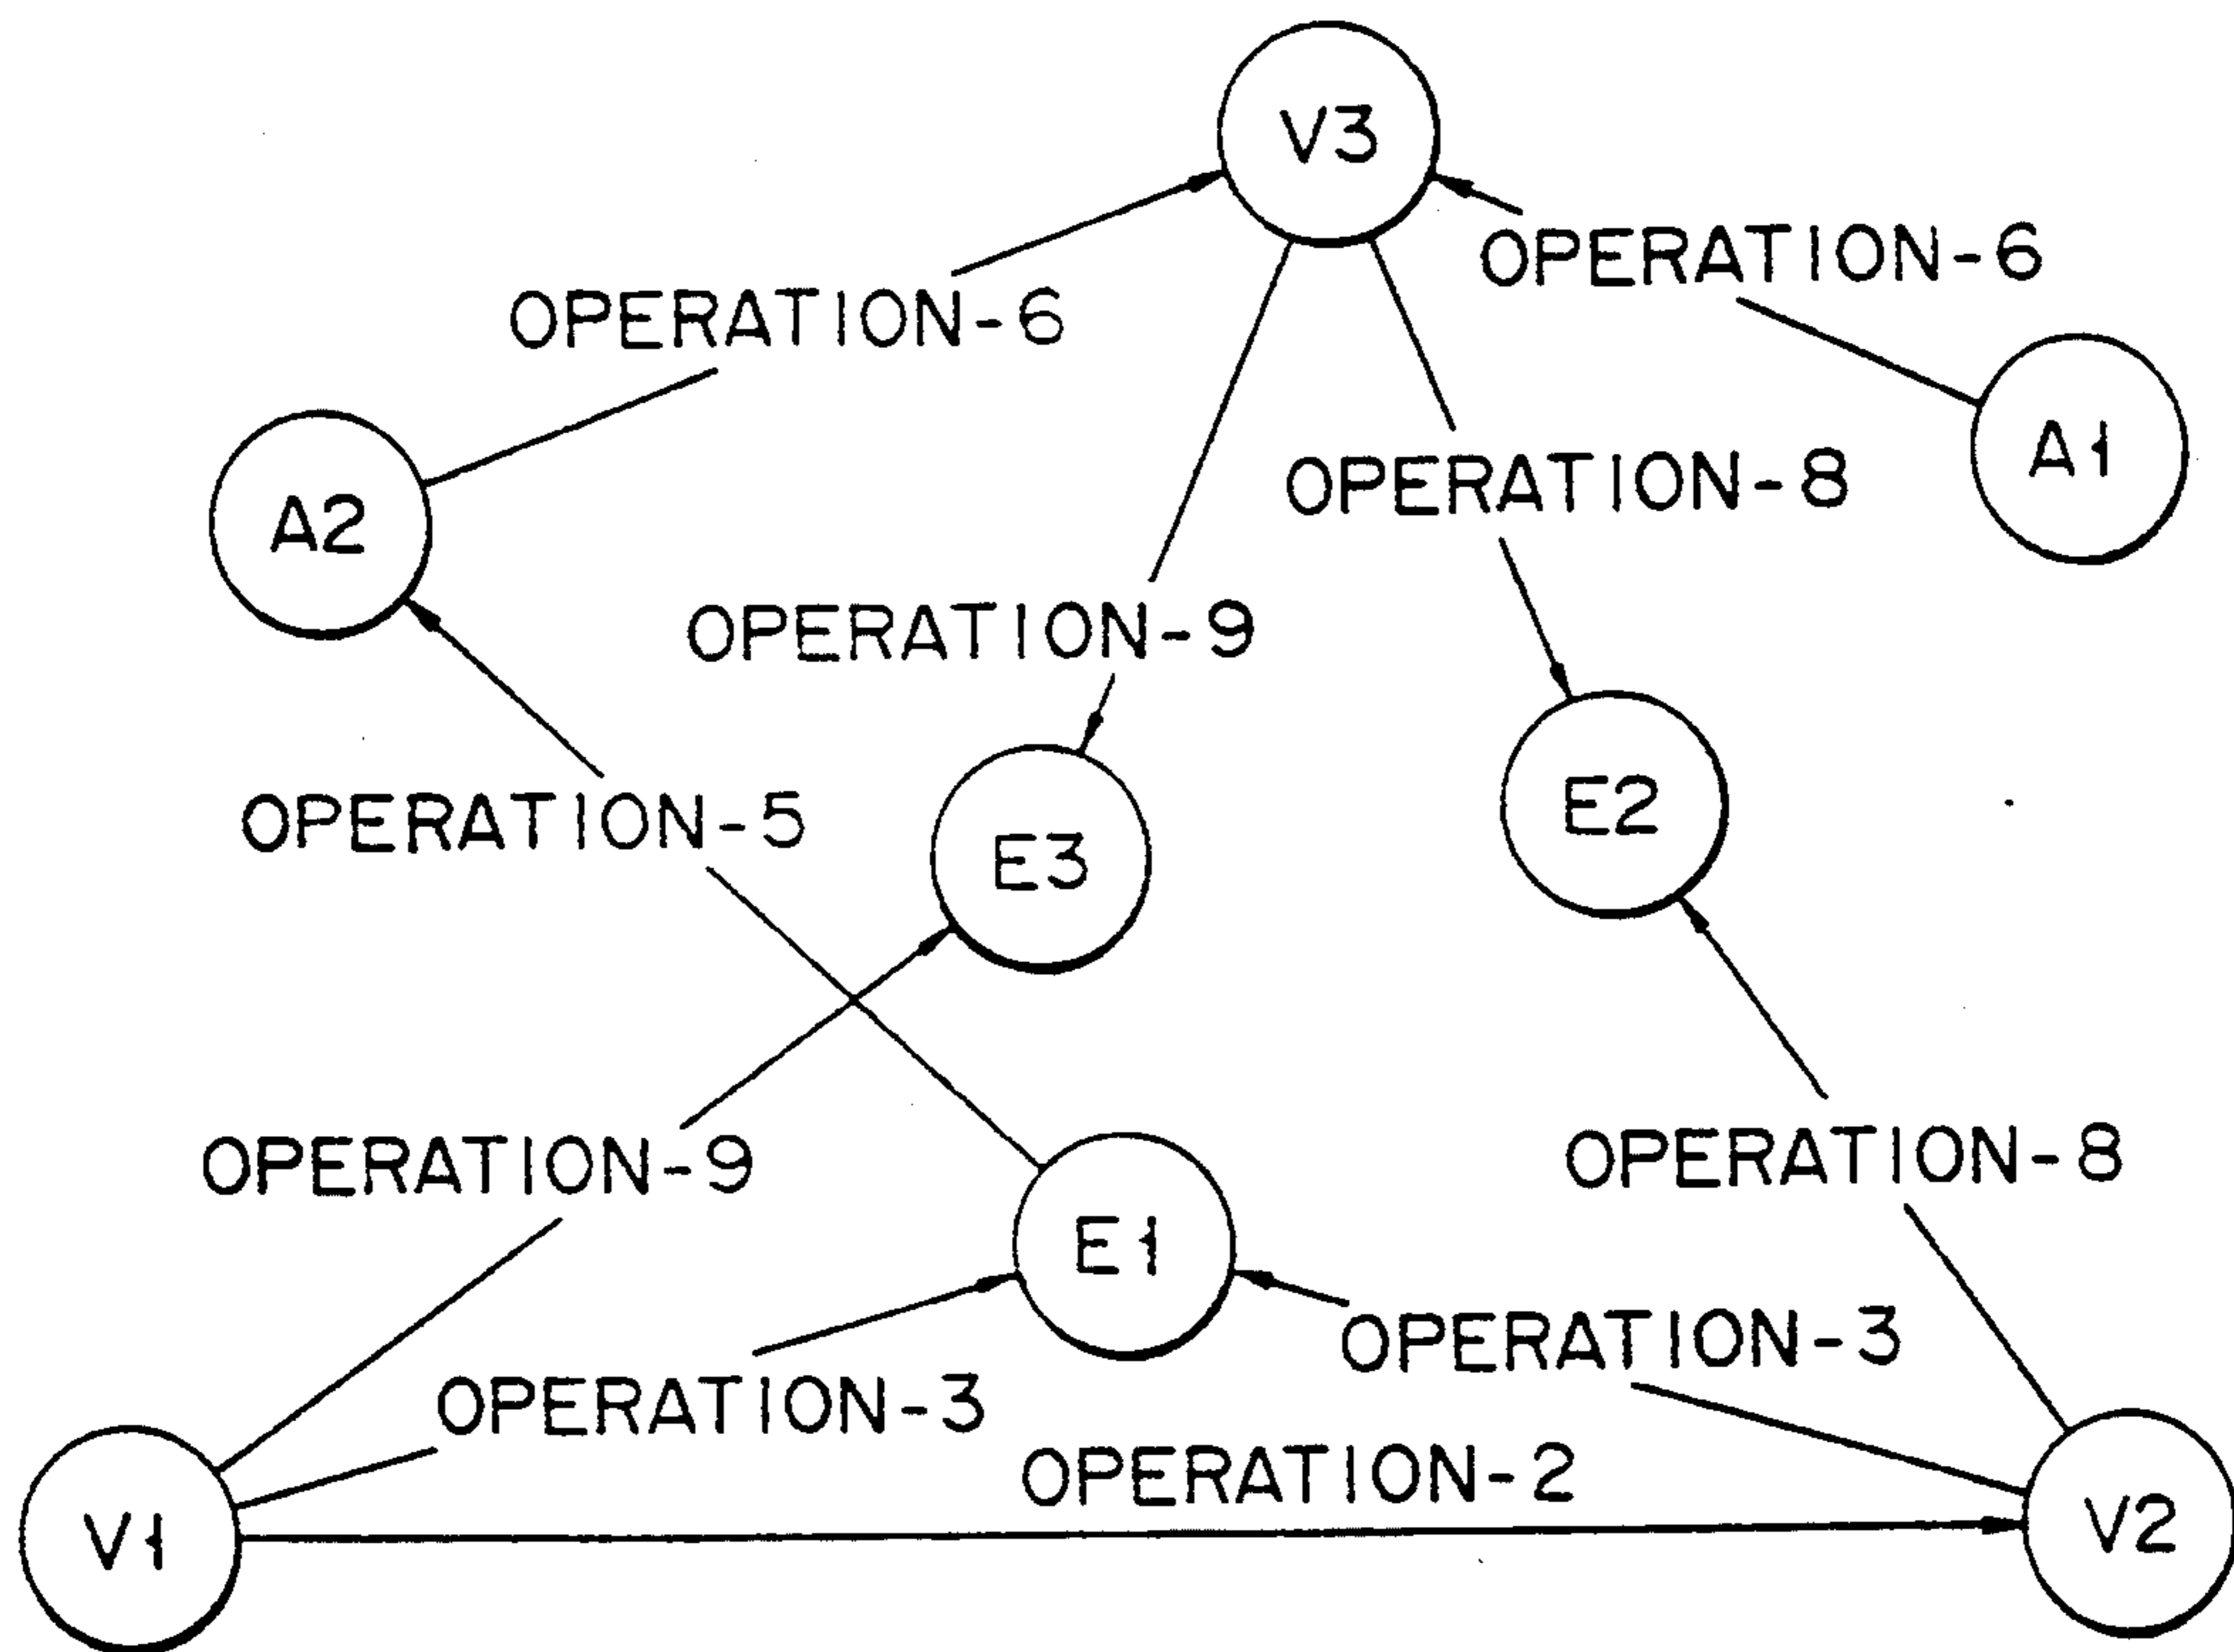 V3
OPERATION-6
OPERATION-6
A1
OPERATION-8
A2
OPERATION-9
E2
OPERATION-5
E3
OPERATION-9
OPERATION-8
E1
OPERATION-3
OPERATION-3
OPERATION-2
V1
V2